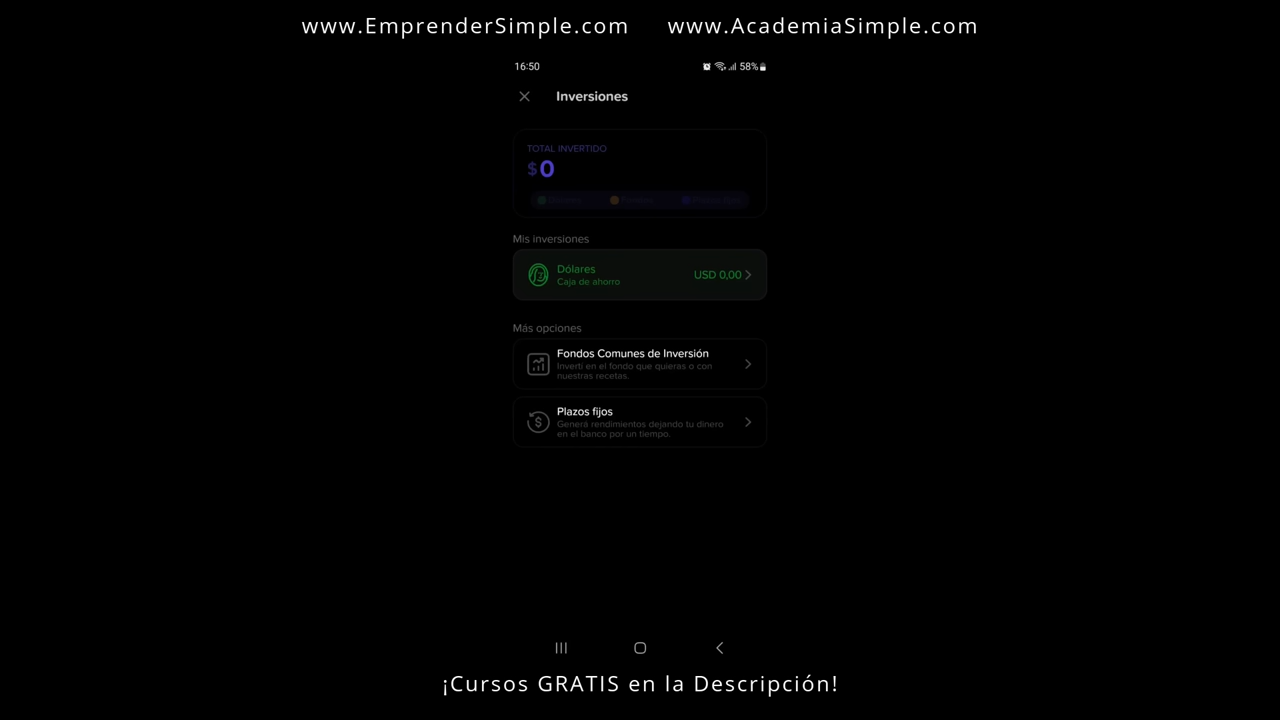 www.EmprenderSimple.com www.AcademiaSimple.com
16:50 58%
Inversiones
TOTAL INVERTIDO
$0
Mis inversiones
Dólares USD 0,00
Caja de ahorro
Más opciones
Fondos Comunes de Inversión
Invertí en el fondo que quieras o con
nuestras recetas.
Plazos fijos
Generá rendimientos dejando tu dinero
en el banco por un tiempo.
¡Cursos GRATIS en la Descripción!